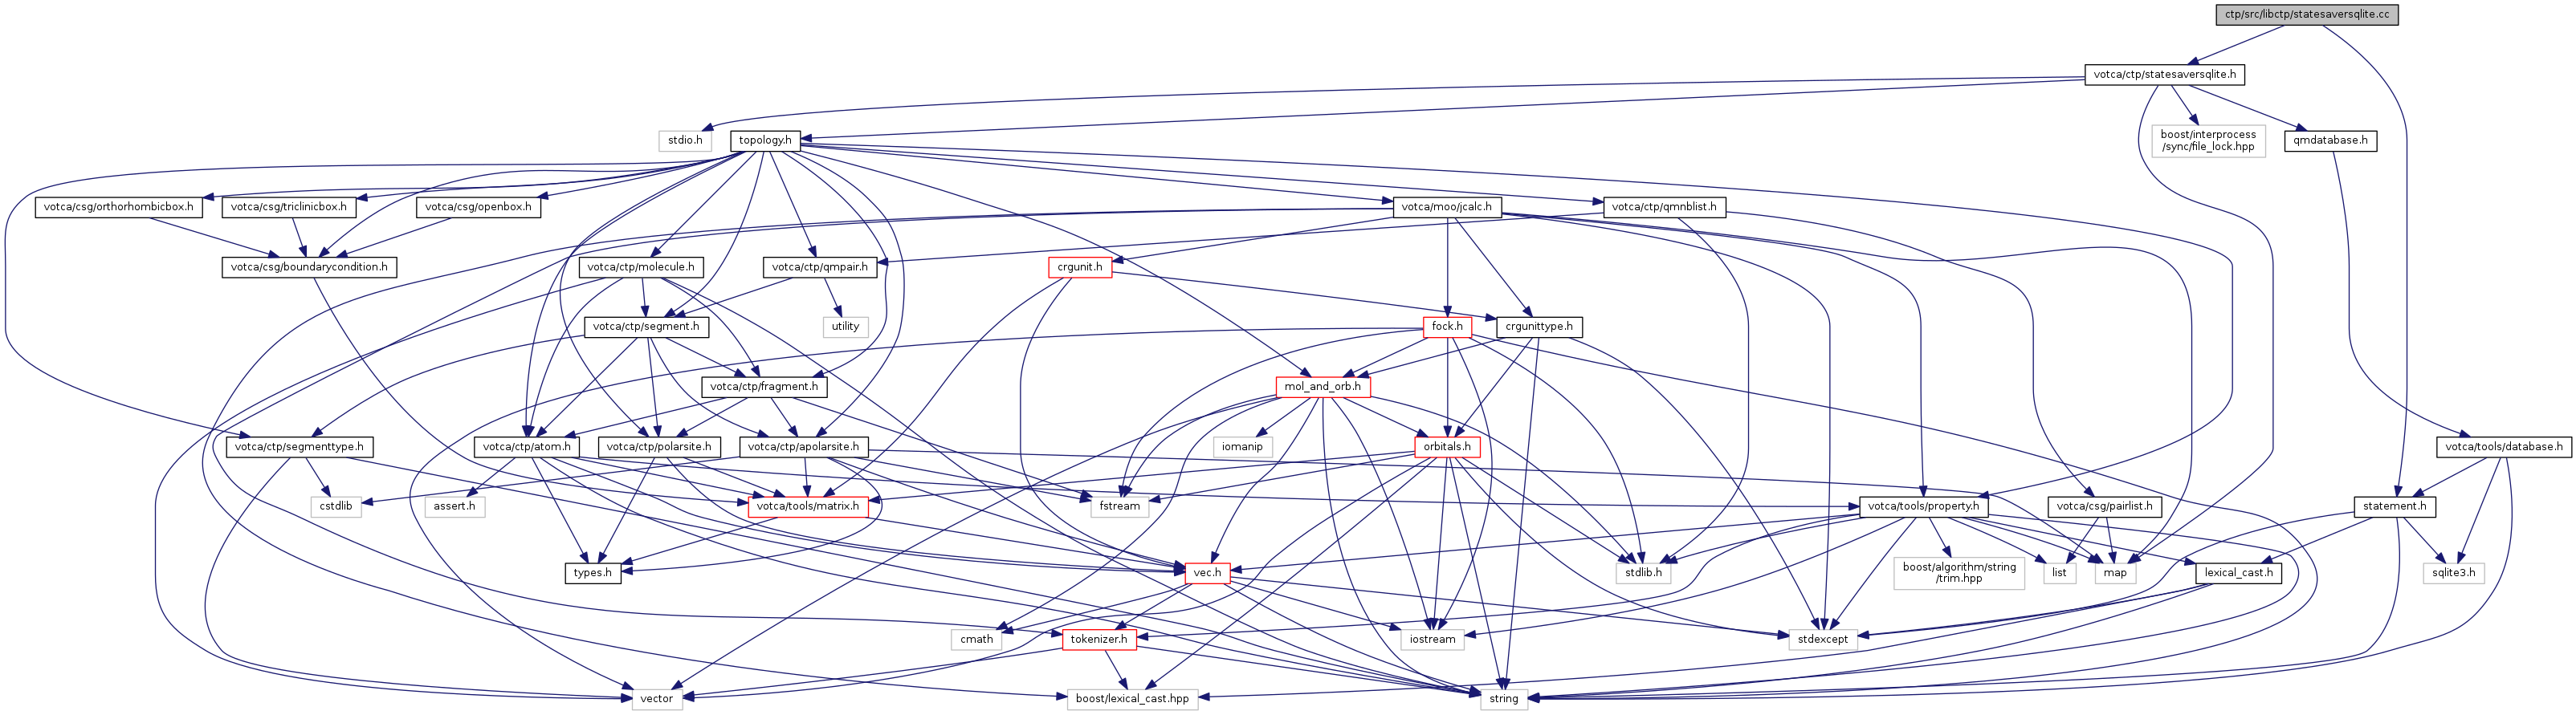 ctp/src/libctp/statesaversqlite.cc
votca/ctp/statesaversqlite.h
stdio.h
topology.h
boost/interprocess
/sync/file_lock.hpp
qmdatabase.h
votca/csg/orthorhombicbox.h
votca/csg/triclinicbox.h
votca/csg/openbox.h
votca/moo/jcalc.h
votca/ctp/qmnblist.h
votca/csg/boundarycondition.h
votca/ctp/molecule.h
votca/ctp/qmpair.h
crgunit.h
votca/ctp/segment.h
utility
fock.h
crgunittype.h
votca/ctp/fragment.h
mol_and_orb.h
votca/ctp/segmenttype.h
votca/ctp/atom.h
votca/ctp/polarsite.h
votca/ctp/apolarsite.h
iomanip
orbitals.h
votca/tools/database.h
cstdlib
assert.h
votca/tools/matrix.h
fstream
votca/tools/property.h
votca/csg/pairlist.h
statement.h
types.h
vec.h
stdlib.h
boost/algorithm/string
/trim.hpp
list
map
lexical_cast.h
sqlite3.h
cmath
tokenizer.h
iostream
stdexcept
vector
boost/lexical_cast.hpp
string